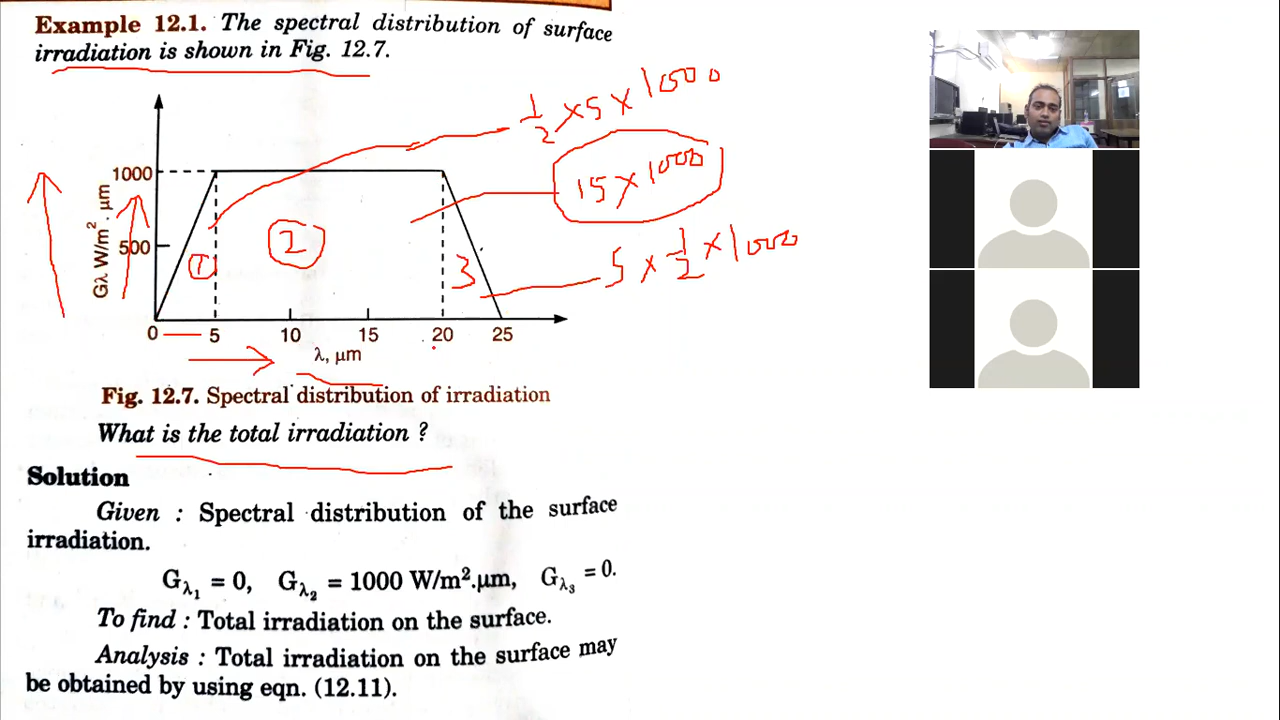 Example 12.1. The spectral distribution of surface
irradiation is shown in Fig. 12.7.
1/2 × 5 × 1000
15 × 1000
5 × 1/2 × 1000
1000
500
Gλ W/m². μm
1
2
3
0 5 10 15 20 25
λ, μm
Fig. 12.7. Spectral distribution of irradiation
What is the total irradiation ?
Solution
Given : Spectral distribution of the surface
irradiation.
Gλ₁ = 0, Gλ₂ = 1000 W/m².μm, Gλ₃ = 0.
To find : Total irradiation on the surface.
Analysis : Total irradiation on the surface may
be obtained by using eqn. (12.11).